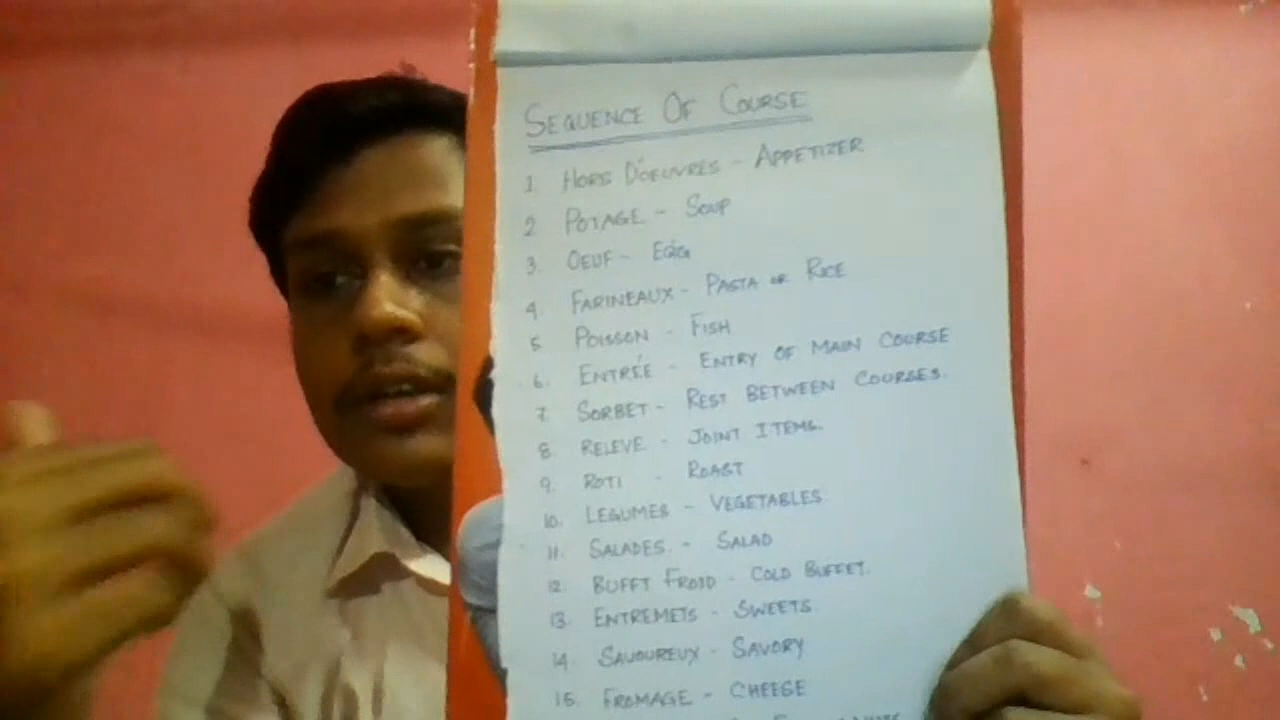 SEQUENCE OF COURSE
1. HORS D'OEUVRES - APPETIZER
2 POTAGE - SOUP
3. OEUF - EGG
4. FARINEAUX - PASTA OR RICE
5 POISSON - FISH
6. ENTRÉE - ENTRY OF MAIN COURSE
7. SORBET - REST BETWEEN COURSES.
8 RELEVE - JOINT ITEMS.
9. ROTI - ROAST
10. LEGUMES - VEGETABLES
11. SALADES. - SALAD
12. BUFFT FROID - COLD BUFFET.
13. ENTREMETS - SWEETS
14. SAVOUREUX - SAVORY
15. FROMAGE - CHEESE